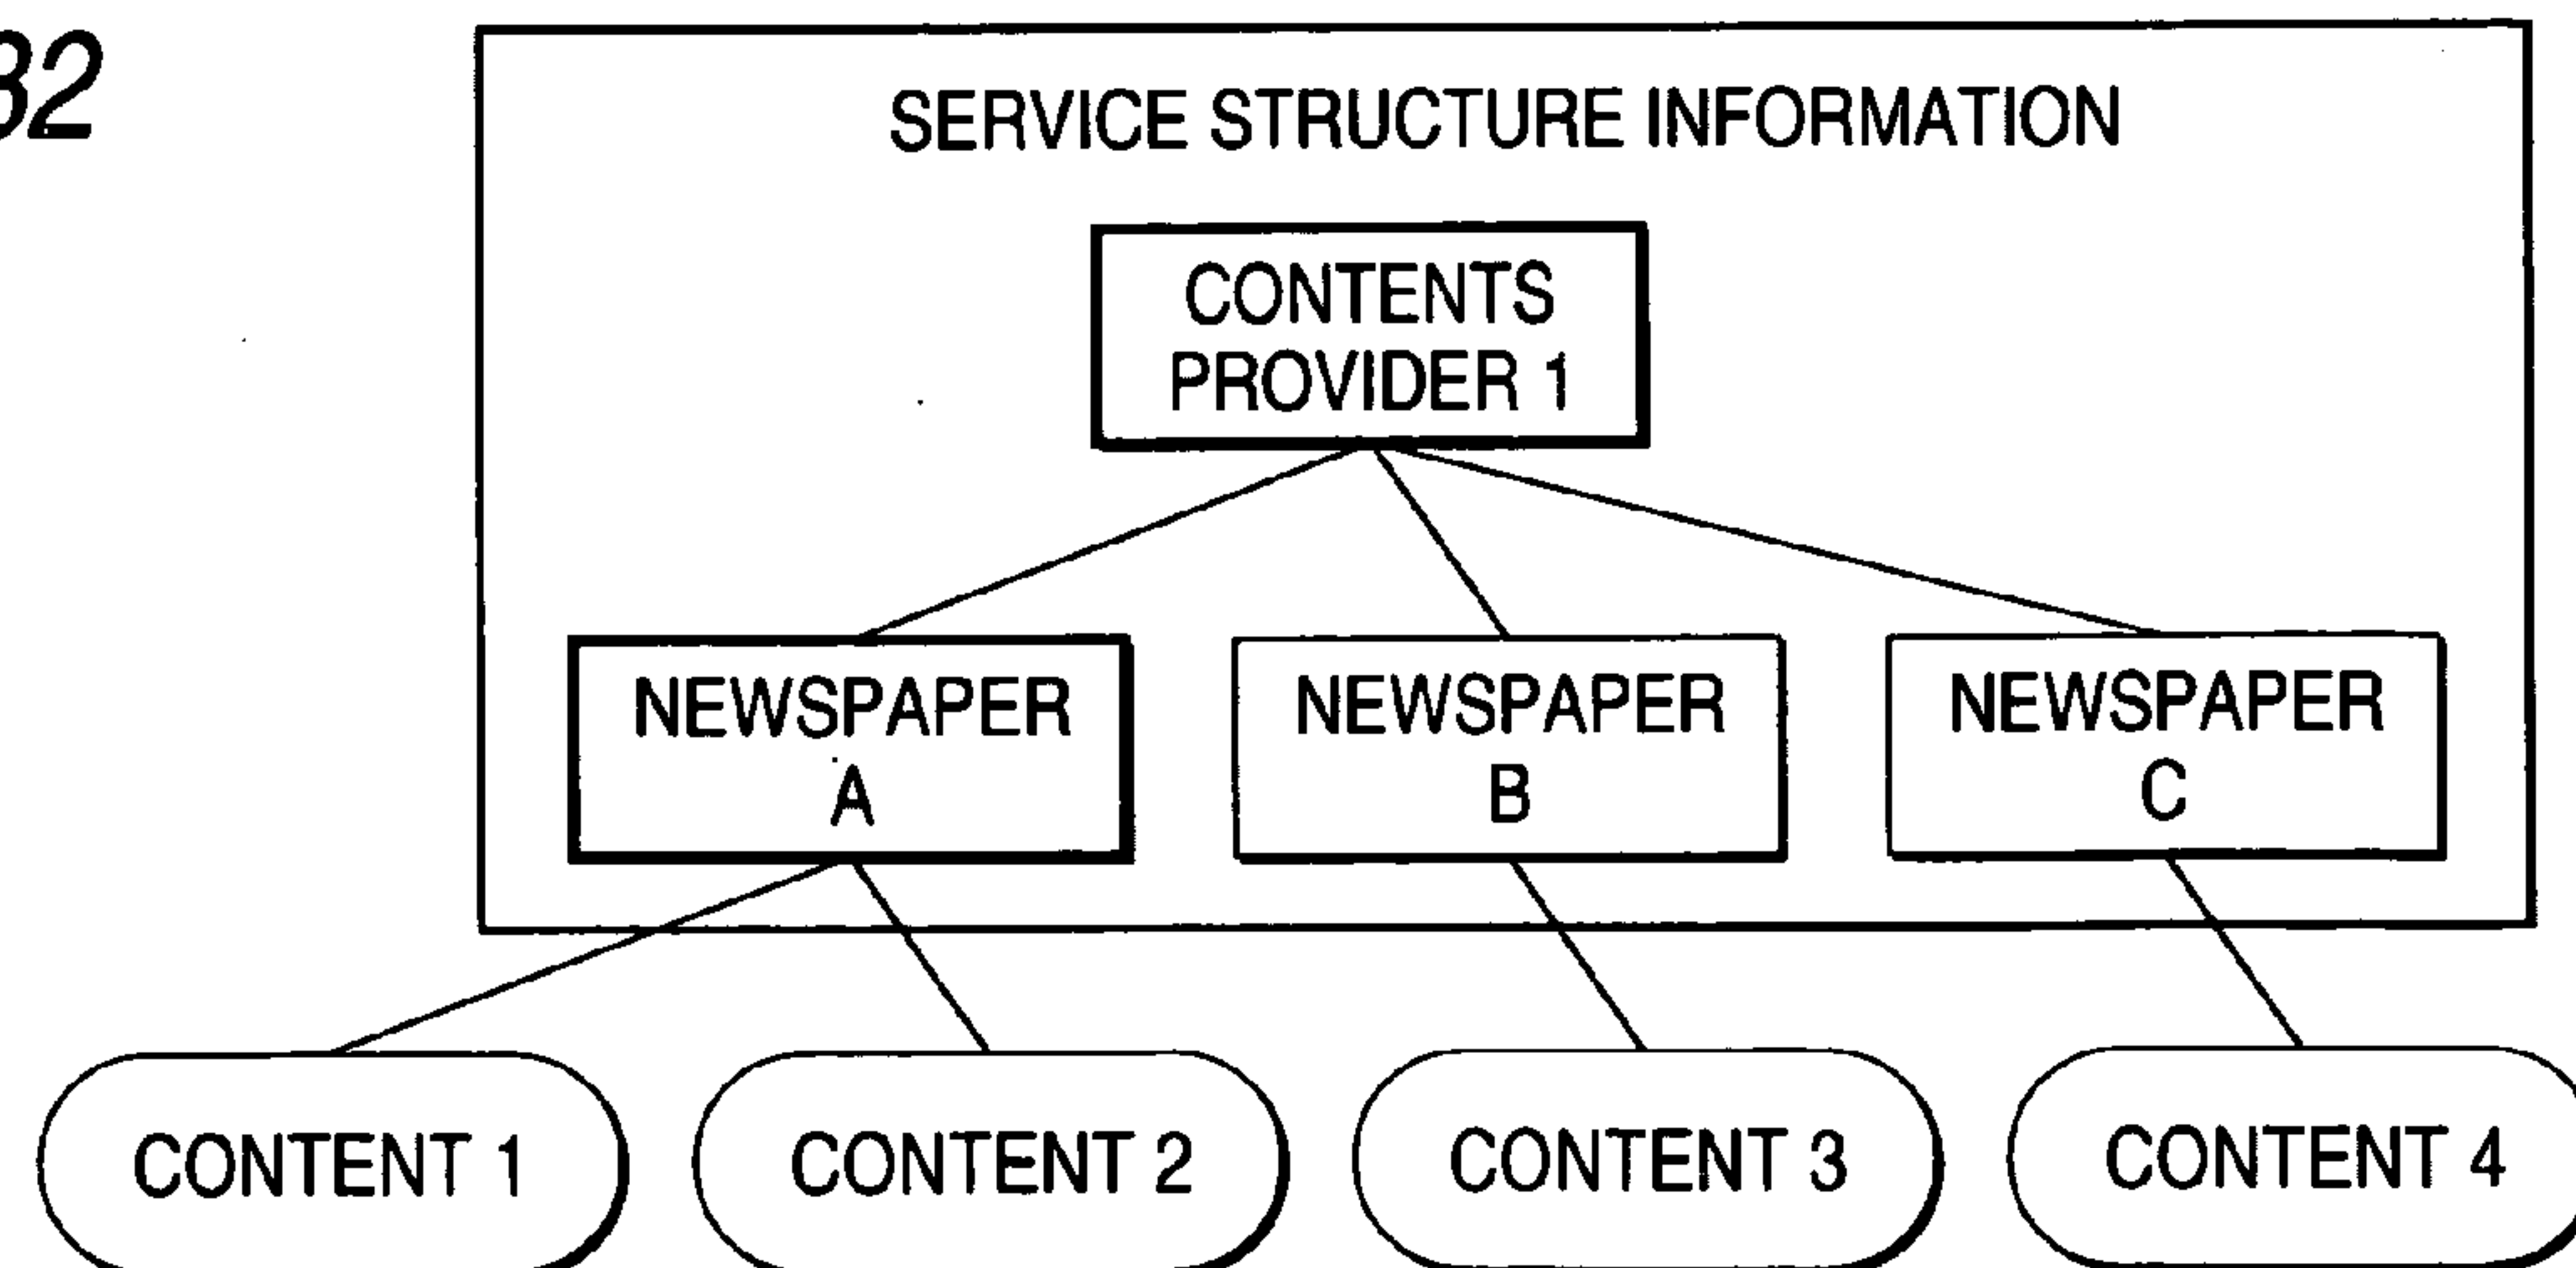 32
SERVICE STRUCTURE INFORMATION
CONTENTS
PROVIDER 1
NEWSPAPER
A
NEWSPAPER
B
NEWSPAPER
C
CONTENT 1
CONTENT 2
CONTENT 3
CONTENT 4